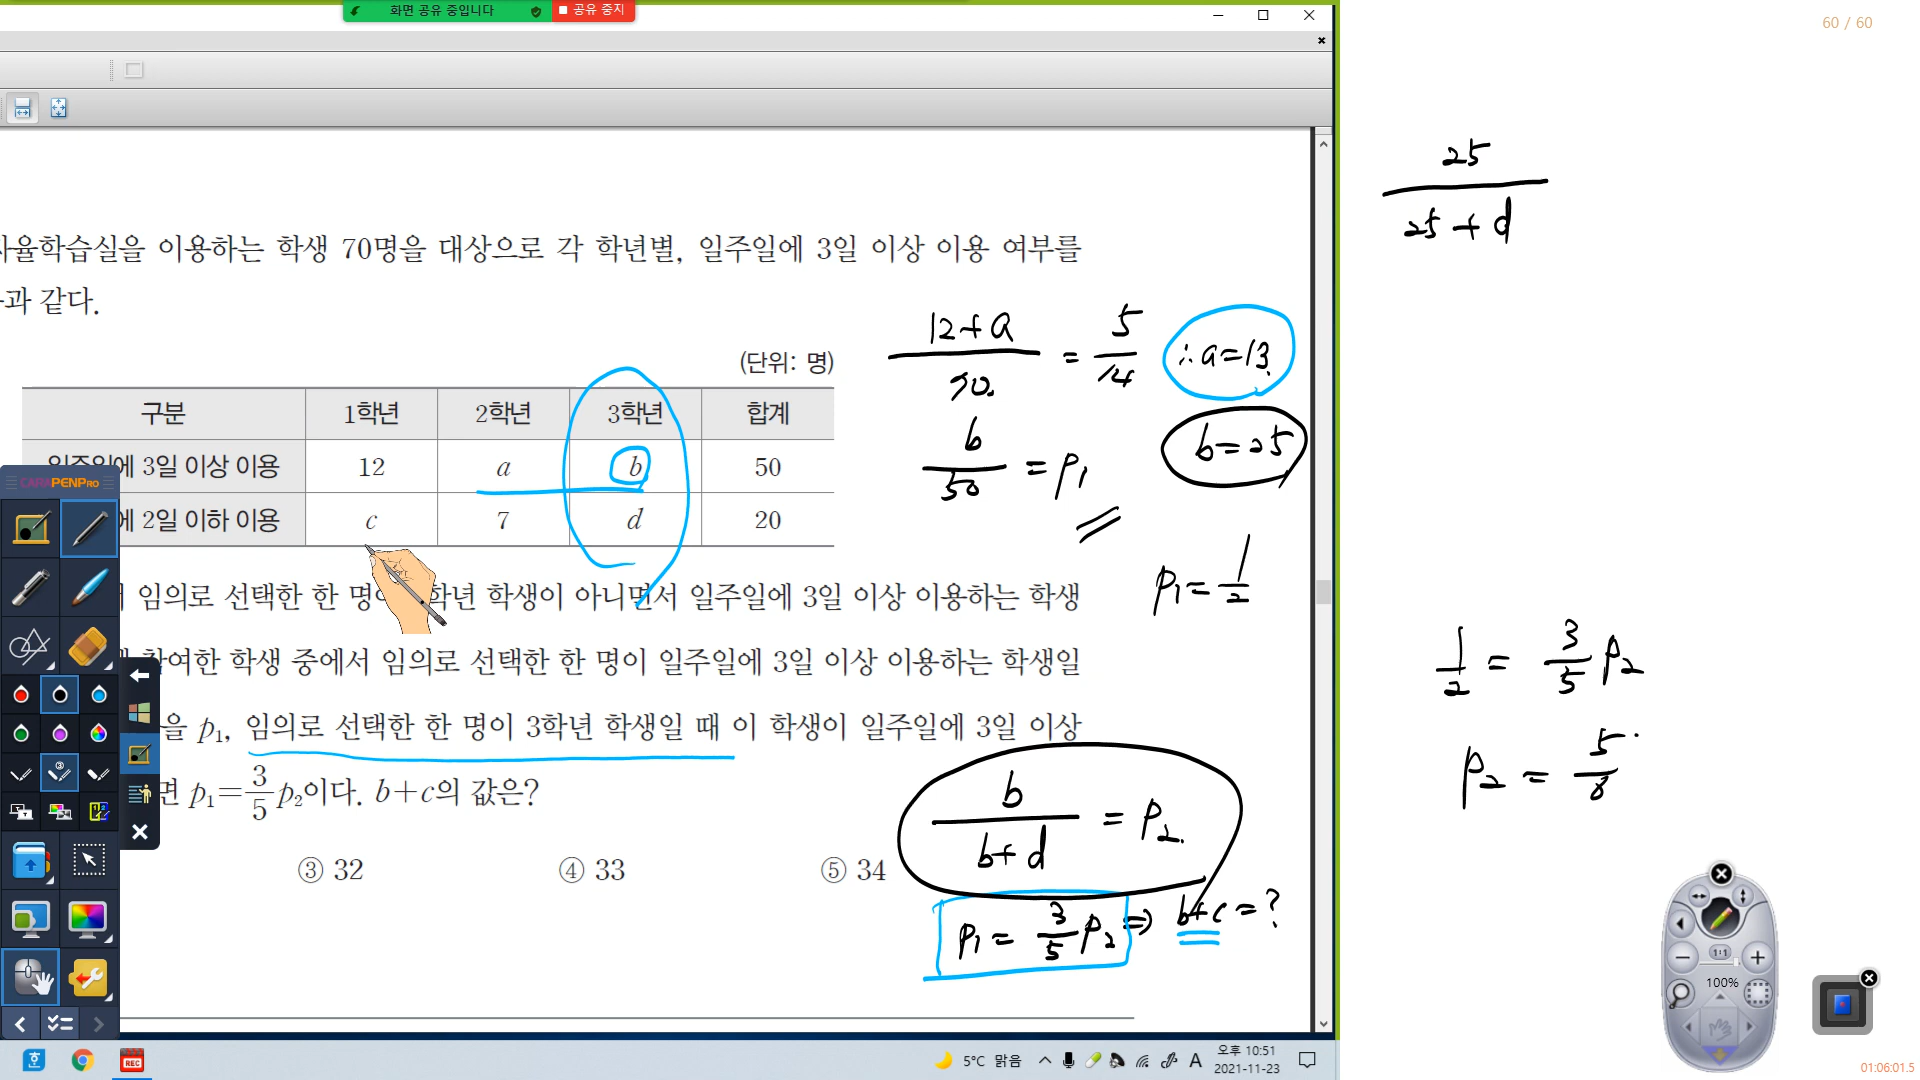 화면 공유 중입니다 공유 중지
60 / 60
25
25 + d
자율학습실을 이용하는 학생 70명을 대상으로 각 학년별, 일주일에 3일 이상 이용 여부를
과 같다.
(단위: 명)
구분 1학년 2학년 3학년 합계
일주일에 3일 이상 이용 12 a b 50
에 2일 이하 이용 c 7 d 20
12+a / 70 = 5/14 ∴a=13.
b/50 = p₁ b=25
p₁ = 1/2
임의로 선택한 한 명이 학년 학생이 아니면서 일주일에 3일 이상 이용하는 학생
참여한 학생 중에서 임의로 선택한 한 명이 일주일에 3일 이상 이용하는 학생일
을 p₁, 임의로 선택한 한 명이 3학년 학생일 때 이 학생이 일주일에 3일 이상
면 p₁=3/5 p₂이다. b+c의 값은?
③ 32 ④ 33 ⑤ 34
1/2 = 3/5 p₂
p₂ = 5/8
b / b+d = p₂.
p₁ = 3/5 p₂ ⇒ b+c = ?
CARAPENPRO
1:1
100%
REC
5°C 맑음 A 오후 10:51
2021-11-23
01:06:01.5